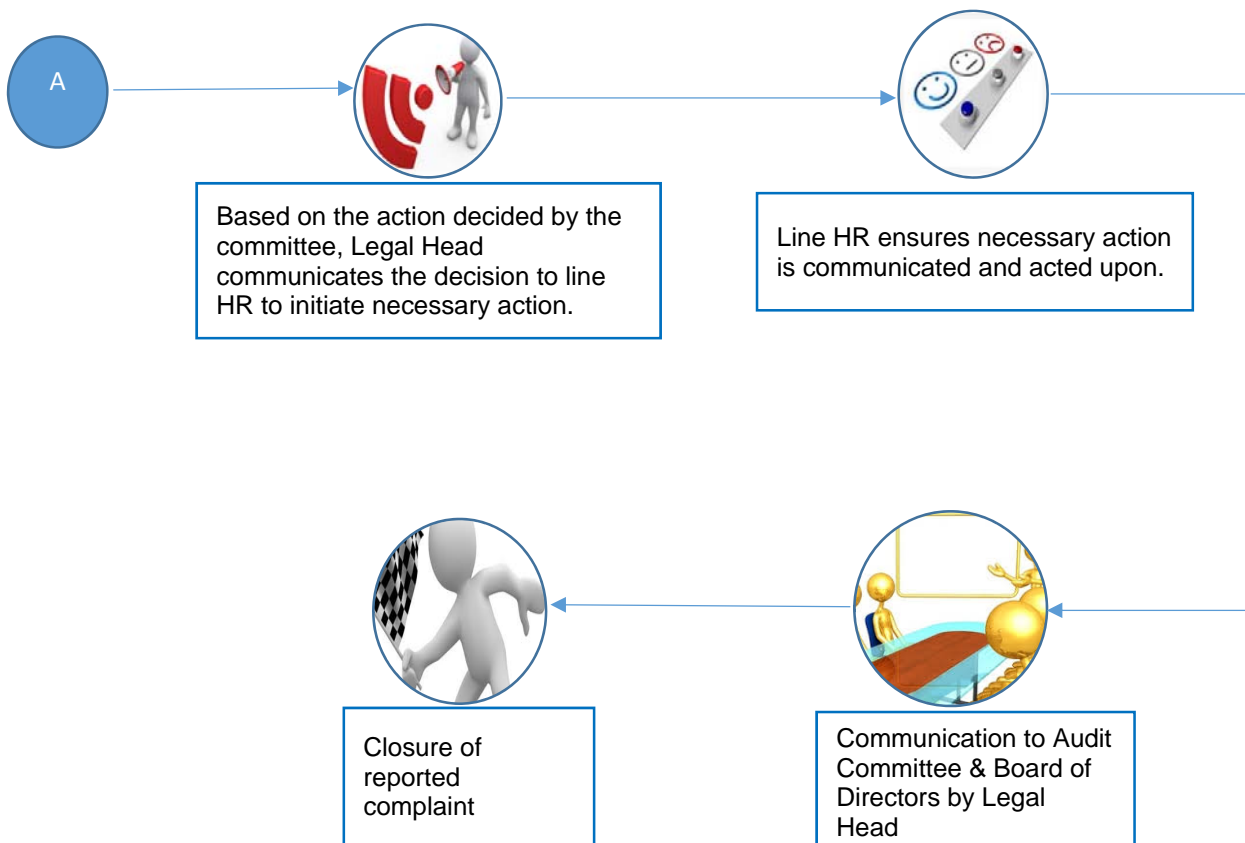 A
Based on the action decided by the
committee, Legal Head
communicates the decision to line
HR to initiate necessary action.
Line HR ensures necessary action
is communicated and acted upon.
Closure of
reported
complaint
Communication to Audit
Committee & Board of
Directors by Legal
Head